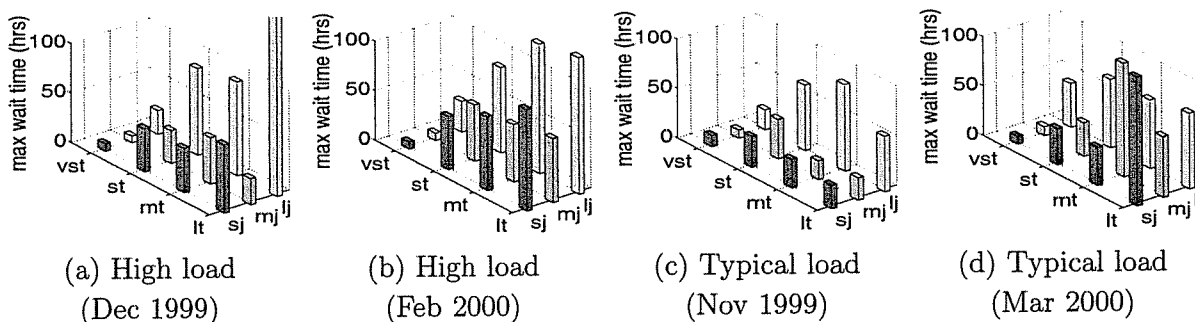 max wait time (hrs)
100
50
0
vst
st
mt
lt
sj
mj
lj
(a) High load
(Dec 1999)
max wait time (hrs)
100
50
0
vst
st
mt
lt
sj
mj
lj
(b) High load
(Feb 2000)
max wait time (hrs)
100
50
0
vst
st
mt
lt
sj
mj
lj
(c) Typical load
(Nov 1999)
max wait time (hrs)
100
50
0
vst
st
mt
lt
sj
mj
lj
(d) Typical load
(Mar 2000)